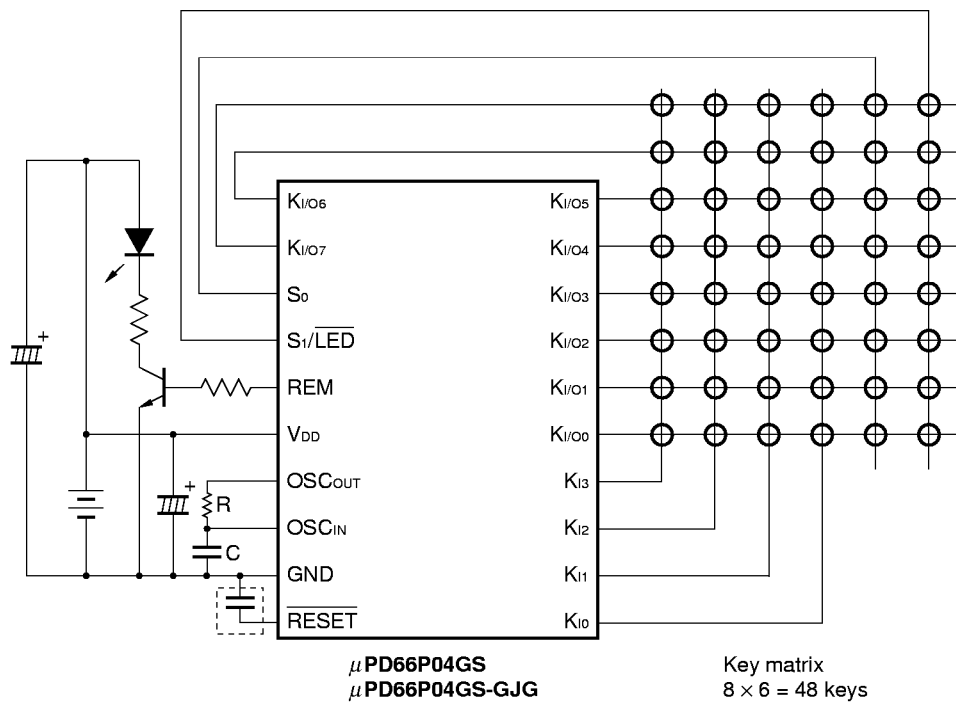 KI/O6
KI/O7
S0
S1/LED
REM
VDD
OSCOUT
OSCIN
GND
RESET
KI/O5
KI/O4
KI/O3
KI/O2
KI/O1
KI/O0
KI3
KI2
KI1
KI0
+
+
R
C
μPD66P04GS
μPD66P04GS-GJG
Key matrix
8 × 6 = 48 keys